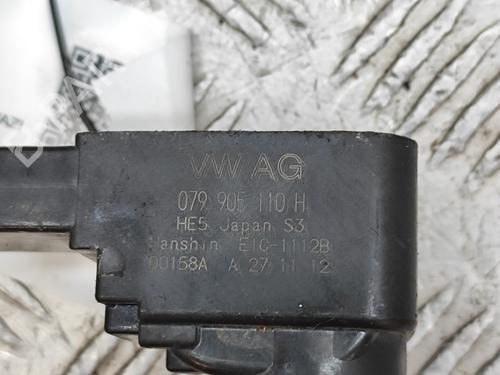 VW AG
079 905 110 H
HE5 Japan S3
Hanshin EIC-1112B
00158A A 27 11 12